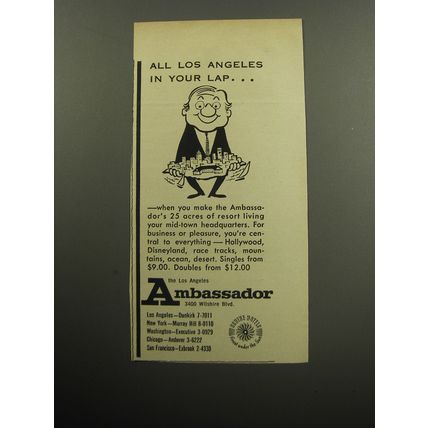 ALL LOS ANGELES
IN YOUR LAP...
—when you make the Ambassa-
dor's 25 acres of resort living
your mid-town headquarters. For
business or pleasure, you're cen-
tral to everything — Hollywood,
Disneyland, race tracks, moun-
tains, ocean, desert. Singles from
$9.00. Doubles from $12.00
the Los Angeles
Ambassador
3400 Wilshire Blvd.
Los Angeles—Dunkirk 7-7011
New York—Murray Hill 8-0110
Washington—Executive 3-0929
Chicago—Andover 3-6222
San Francisco—Exbrook 2-4330
under the Sun